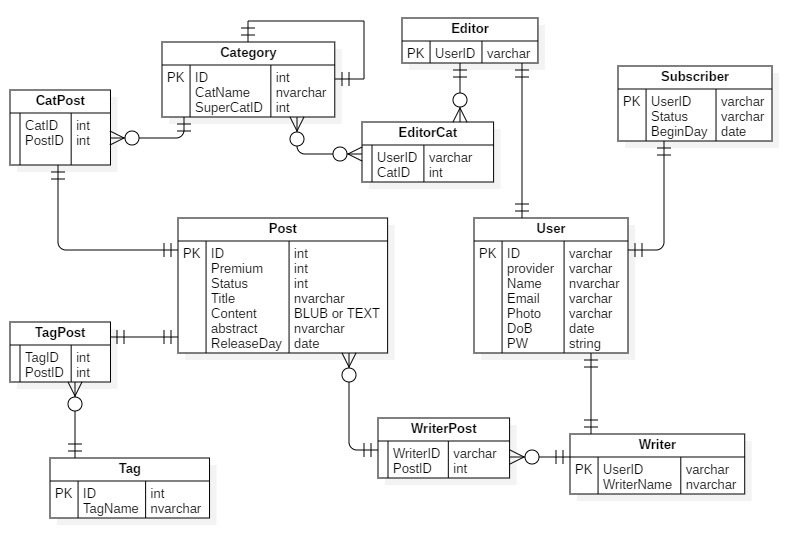 Editor
PK UserID varchar
Category
PK ID int
CatName nvarchar
SuperCatID int
Subscriber
PK UserID varchar
Status varchar
BeginDay date
CatPost
CatID int
PostID int
EditorCat
UserID varchar
CatID int
Post
PK ID int
Premium int
Status int
Title nvarchar
Content BLUB or TEXT
abstract nvarchar
ReleaseDay date
User
PK ID varchar
provider varchar
Name nvarchar
Email varchar
Photo varchar
DoB date
PW string
TagPost
TagID int
PostID int
WriterPost
WriterID varchar
PostID int
Writer
PK UserID varchar
WriterName nvarchar
Tag
PK ID int
TagName nvarchar